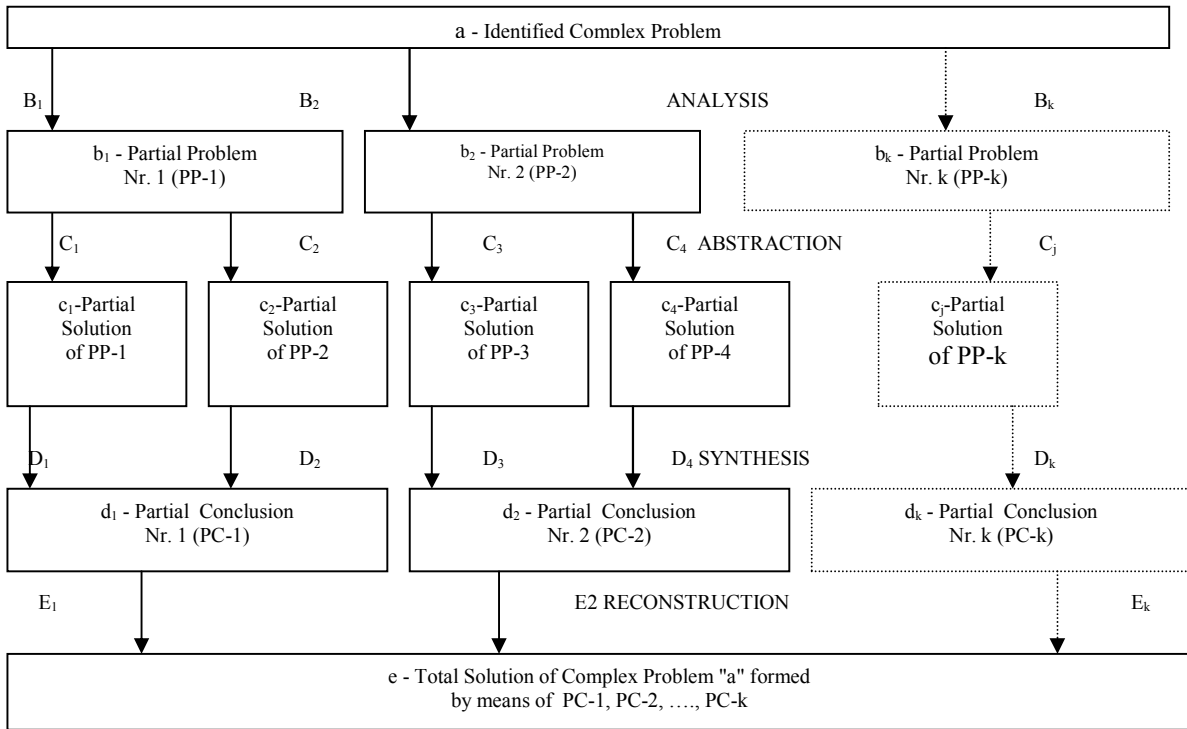 a - Identified Complex Problem
B₁ B₂ ANALYSIS Bₖ
b₁ - Partial Problem
Nr. 1 (PP-1)
b₂ - Partial Problem
Nr. 2 (PP-2)
bₖ - Partial Problem
Nr. k (PP-k)
C₁ C₂ C₃ C₄ ABSTRACTION Cⱼ
c₁-Partial
Solution
of PP-1
c₂-Partial
Solution
of PP-2
c₃-Partial
Solution
of PP-3
c₄-Partial
Solution
of PP-4
cⱼ-Partial
Solution
of PP-k
D₁ D₂ D₃ D₄ SYNTHESIS Dₖ
d₁ - Partial Conclusion
Nr. 1 (PC-1)
d₂ - Partial Conclusion
Nr. 2 (PC-2)
dₖ - Partial Conclusion
Nr. k (PC-k)
E₁ E2 RECONSTRUCTION Eₖ
e - Total Solution of Complex Problem "a" formed
by means of PC-1, PC-2, …., PC-k